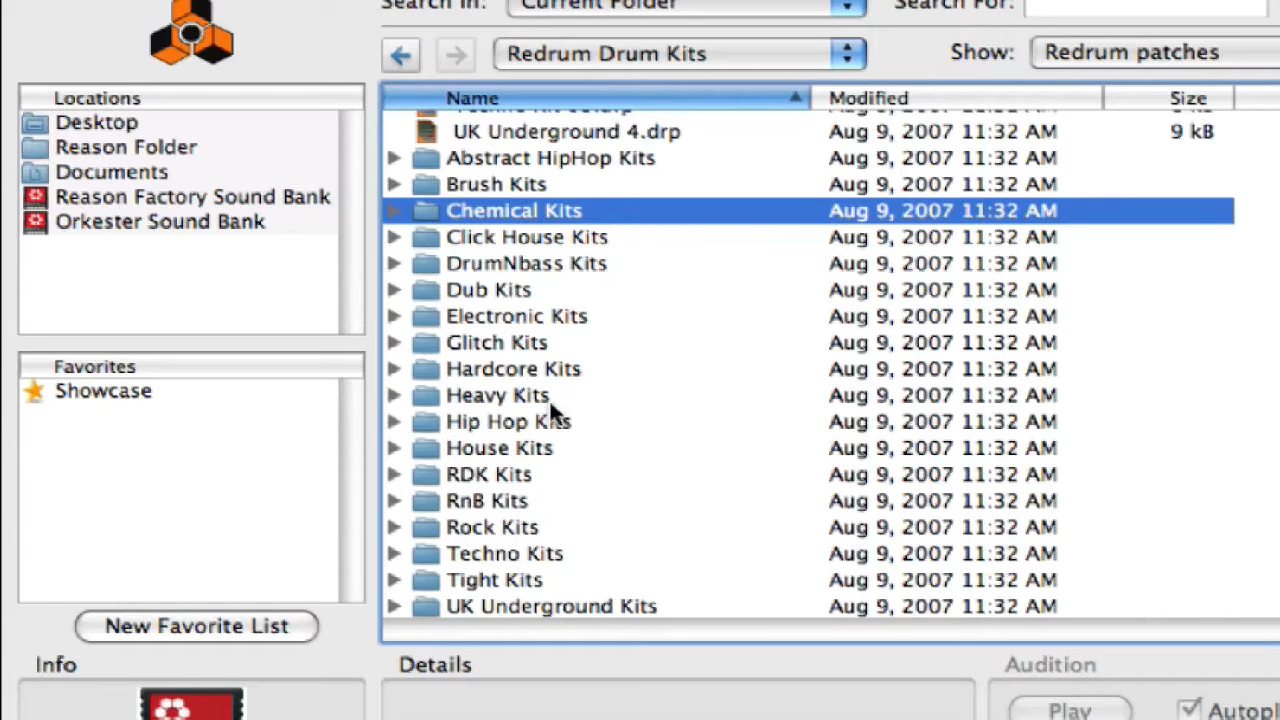 Search In: Current Folder Search For:
Redrum Drum Kits Show: Redrum patches
Locations
Desktop
Reason Folder
Documents
Reason Factory Sound Bank
Orkester Sound Bank
Favorites
Showcase
New Favorite List
Info
Name Modified Size
UK Underground 4.drp Aug 9, 2007 11:32 AM 9 kB
Abstract HipHop Kits Aug 9, 2007 11:32 AM
Brush Kits Aug 9, 2007 11:32 AM
Chemical Kits Aug 9, 2007 11:32 AM
Click House Kits Aug 9, 2007 11:32 AM
DrumNbass Kits Aug 9, 2007 11:32 AM
Dub Kits Aug 9, 2007 11:32 AM
Electronic Kits Aug 9, 2007 11:32 AM
Glitch Kits Aug 9, 2007 11:32 AM
Hardcore Kits Aug 9, 2007 11:32 AM
Heavy Kits Aug 9, 2007 11:32 AM
Hip Hop Kits Aug 9, 2007 11:32 AM
House Kits Aug 9, 2007 11:32 AM
RDK Kits Aug 9, 2007 11:32 AM
RnB Kits Aug 9, 2007 11:32 AM
Rock Kits Aug 9, 2007 11:32 AM
Techno Kits Aug 9, 2007 11:32 AM
Tight Kits Aug 9, 2007 11:32 AM
UK Underground Kits Aug 9, 2007 11:32 AM
Details
Audition
Play Autopl